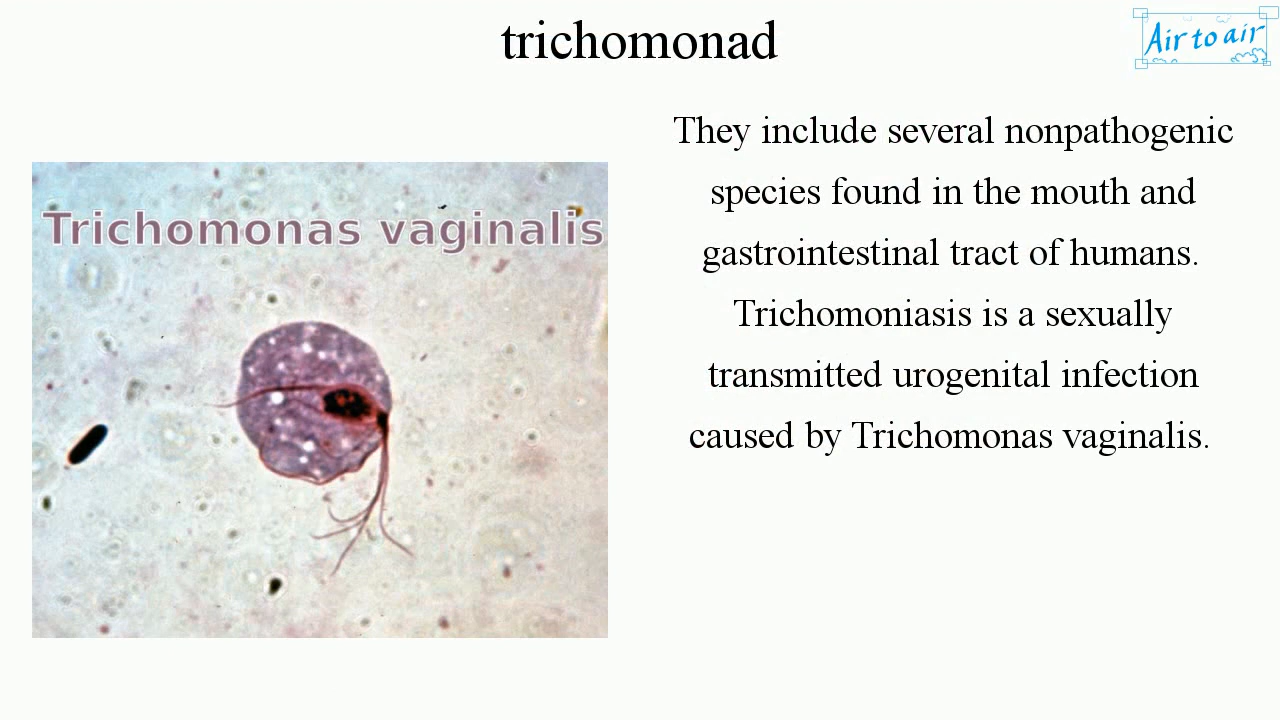 trichomonad
Air to air
Trichomonas vaginalis
They include several nonpathogenic
species found in the mouth and
gastrointestinal tract of humans.
Trichomoniasis is a sexually
transmitted urogenital infection
caused by Trichomonas vaginalis.